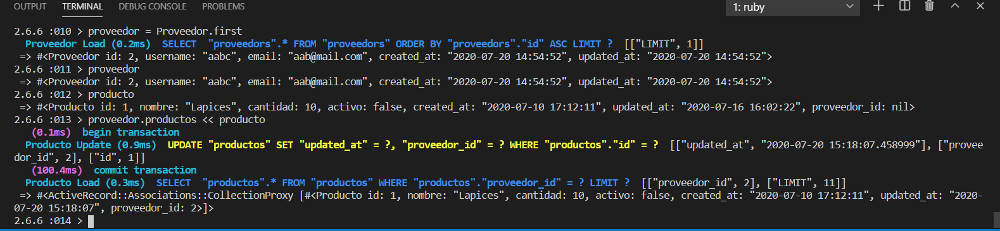 OUTPUT TERMINAL DEBUG CONSOLE PROBLEMS 1: ruby
2.6.6 :010 > proveedor = Proveedor.first
Proveedor Load (0.2ms) SELECT "proveedors".* FROM "proveedors" ORDER BY "proveedors"."id" ASC LIMIT ? [["LIMIT", 1]]
=> #<Proveedor id: 2, username: "aabc", email: "aab@mail.com", created_at: "2020-07-20 14:54:52", updated_at: "2020-07-20 14:54:52">
2.6.6 :011 > proveedor
=> #<Proveedor id: 2, username: "aabc", email: "aab@mail.com", created_at: "2020-07-20 14:54:52", updated_at: "2020-07-20 14:54:52">
2.6.6 :012 > producto
=> #<Producto id: 1, nombre: "Lapices", cantidad: 10, activo: false, created_at: "2020-07-10 17:12:11", updated_at: "2020-07-16 16:02:22", proveedor_id: nil>
2.6.6 :013 > proveedor.productos << producto
(0.1ms) begin transaction
Producto Update (0.9ms) UPDATE "productos" SET "updated_at" = ?, "proveedor_id" = ? WHERE "productos"."id" = ? [["updated_at", "2020-07-20 15:18:07.458999"], ["provee
dor_id", 2], ["id", 1]]
(100.4ms) commit transaction
Producto Load (0.3ms) SELECT "productos".* FROM "productos" WHERE "productos"."proveedor_id" = ? LIMIT ? [["proveedor_id", 2], ["LIMIT", 11]]
=> #<ActiveRecord::Associations::CollectionProxy [#<Producto id: 1, nombre: "Lapices", cantidad: 10, activo: false, created_at: "2020-07-10 17:12:11", updated_at: "2020-
07-20 15:18:07", proveedor_id: 2>]>
2.6.6 :014 >